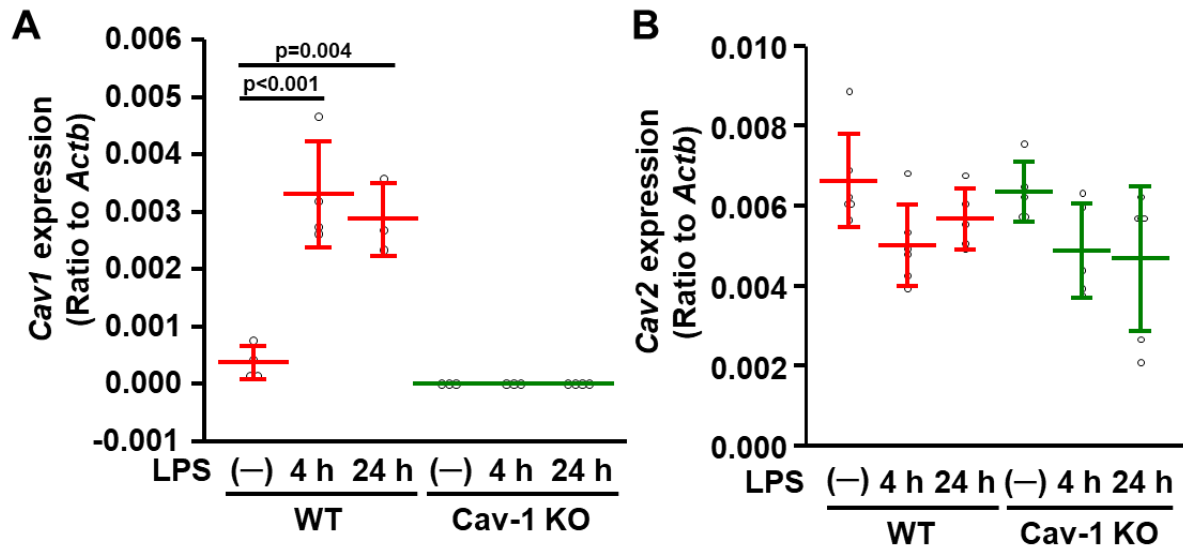 A
Cav1 expression
(Ratio to Actb)
0.006
0.005
0.004
0.003
0.002
0.001
0.000
-0.001
p=0.004
p<0.001
LPS (—) 4 h 24 h (—) 4 h 24 h
WT Cav-1 KO
B
Cav2 expression
(Ratio to Actb)
0.010
0.008
0.006
0.004
0.002
0.000
LPS (—) 4 h 24 h (—) 4 h 24 h
WT Cav-1 KO